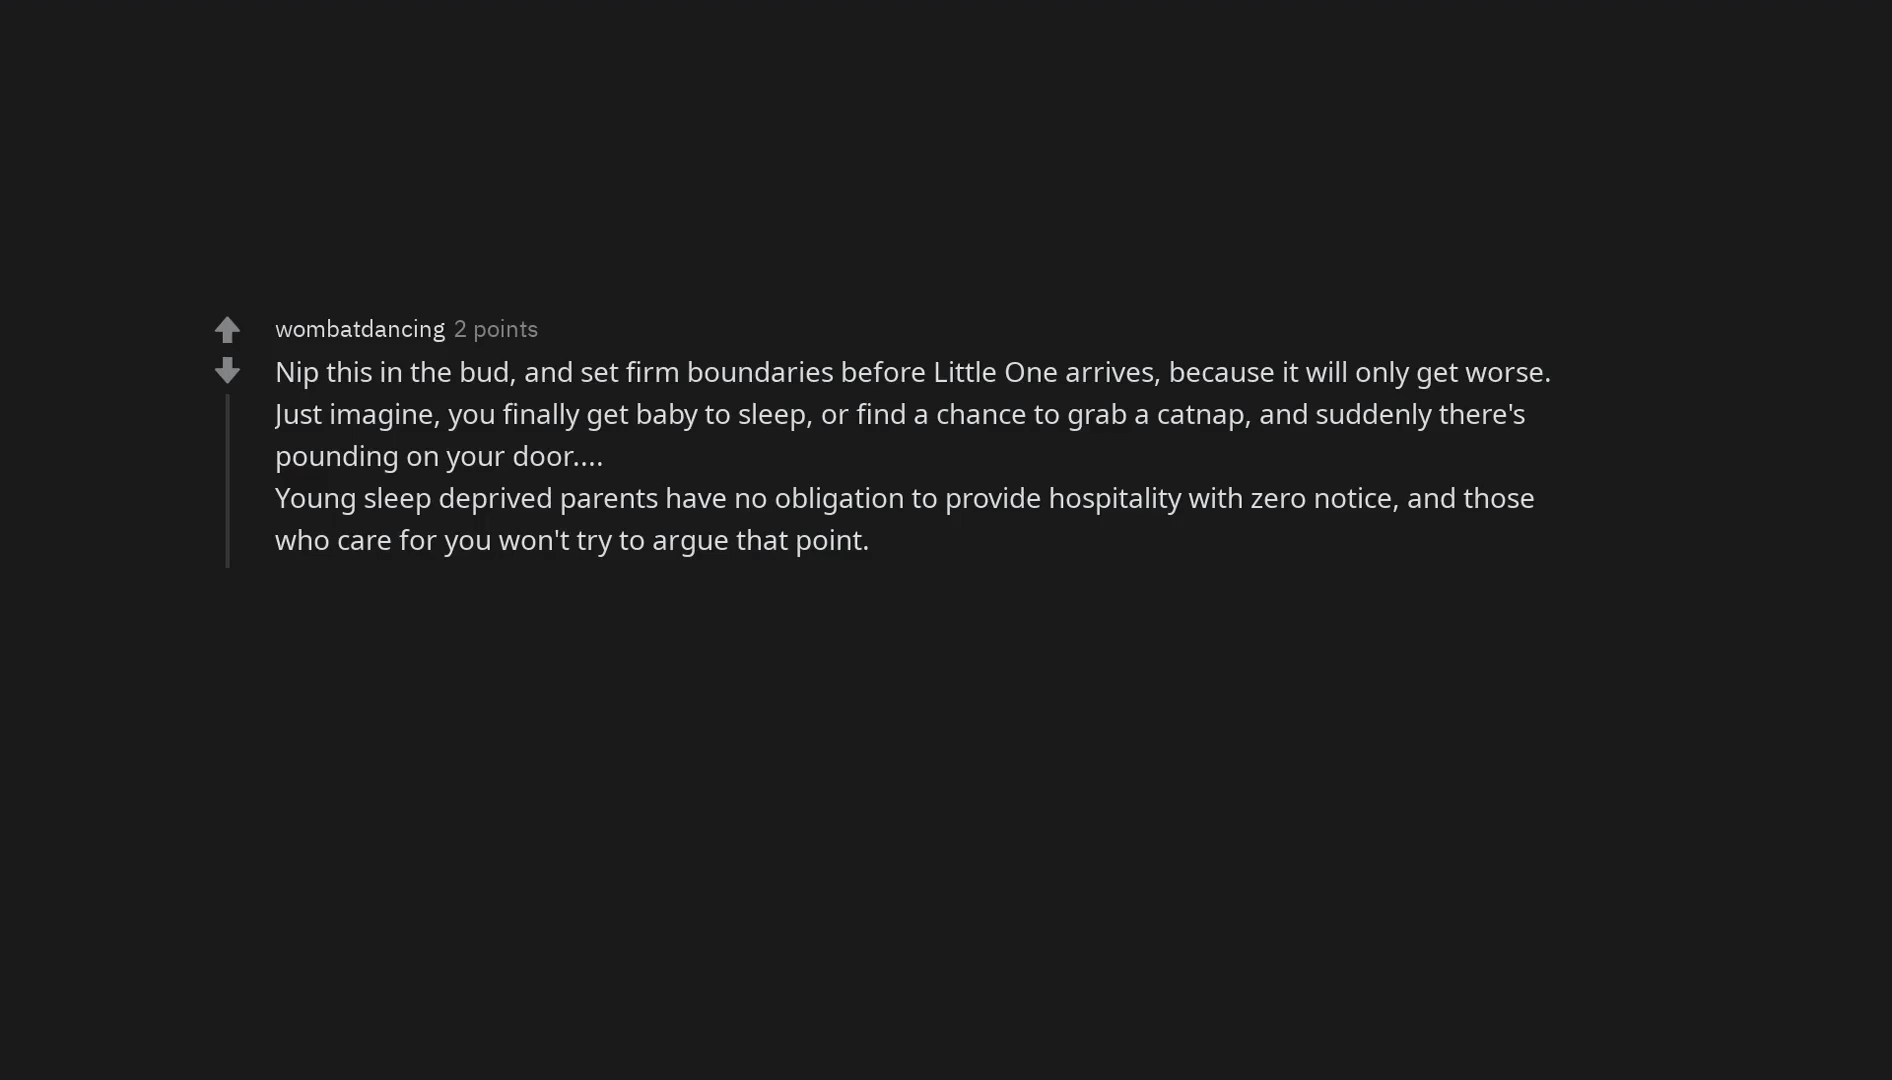 wombatdancing 2 points
Nip this in the bud, and set firm boundaries before Little One arrives, because it will only get worse.
Just imagine, you finally get baby to sleep, or find a chance to grab a catnap, and suddenly there's
pounding on your door....
Young sleep deprived parents have no obligation to provide hospitality with zero notice, and those
who care for you won't try to argue that point.